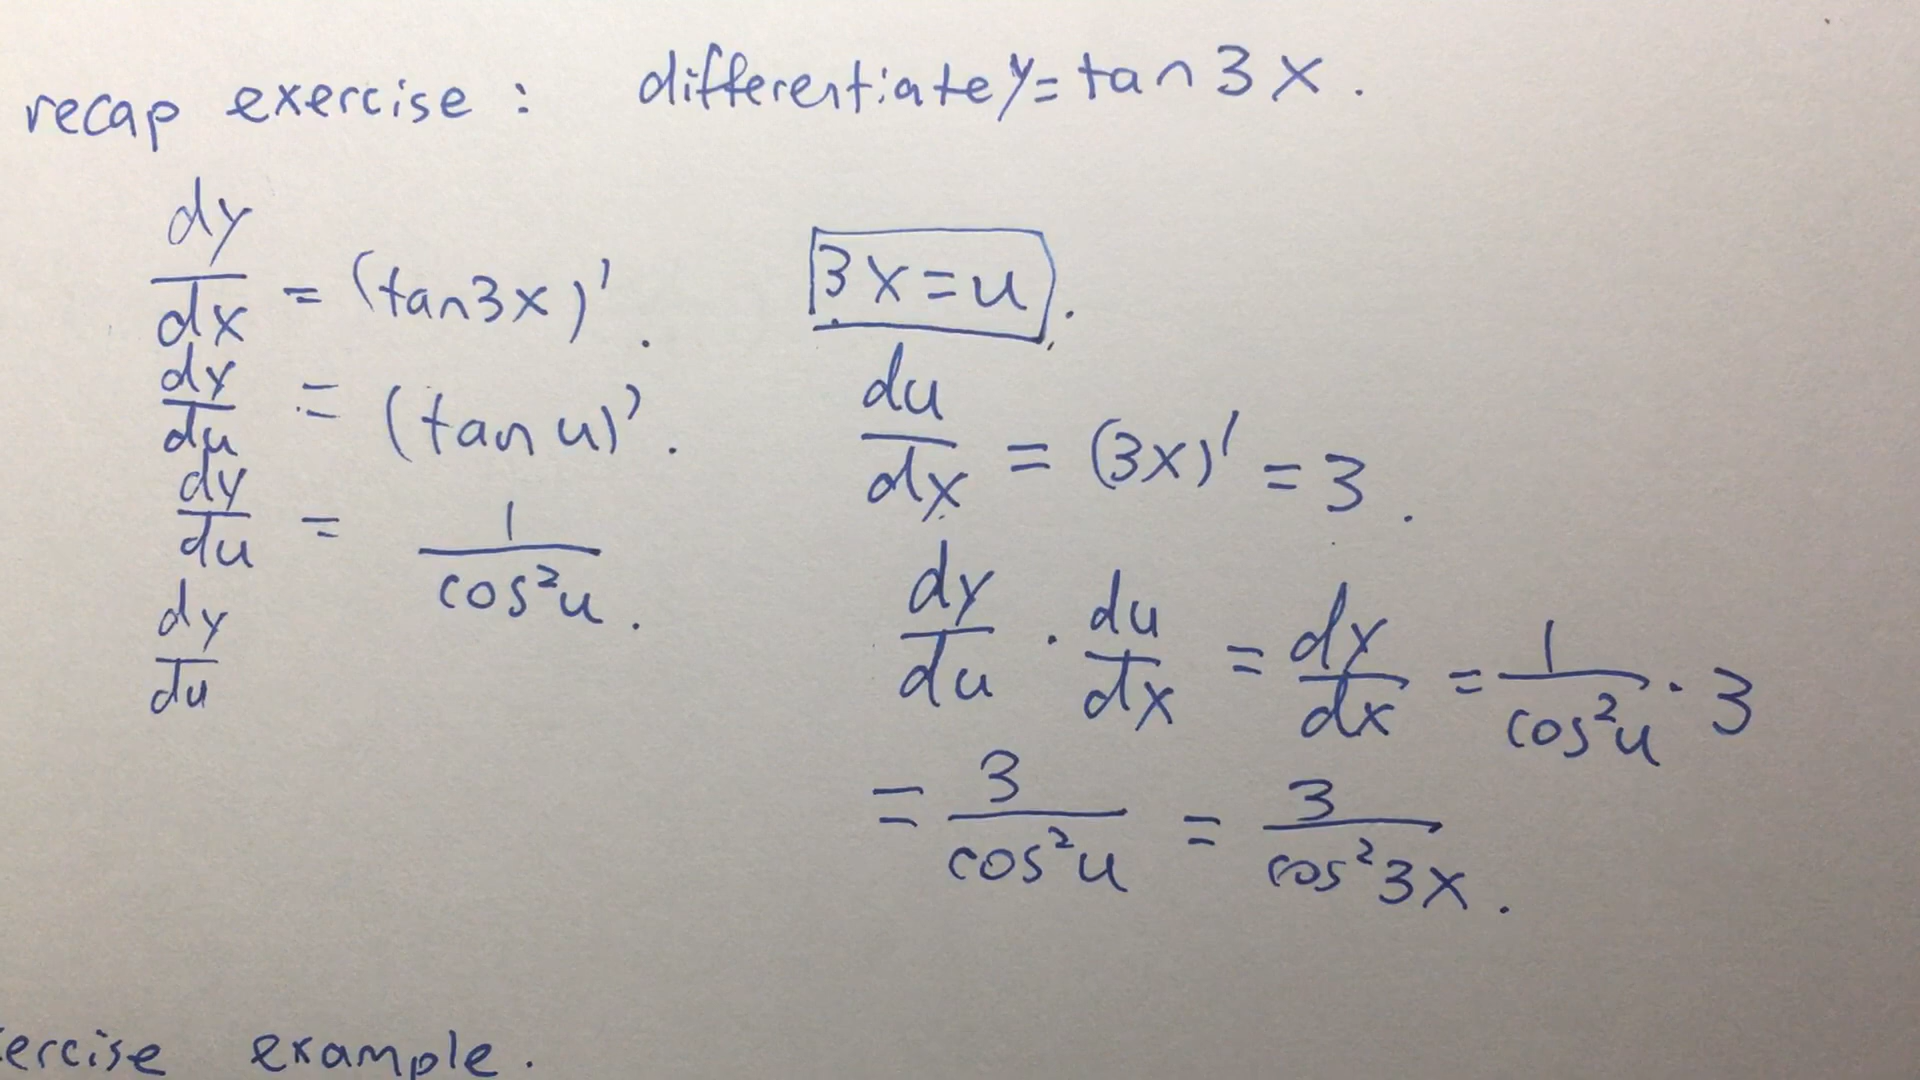 recap exercise : differentiate y = tan 3x .
dy/dx = (tan3x)' .
dy/du = (tan u)' .
dy/du = 1/cos²u .
dy/du
3x = u .
du/dx = (3x)' = 3 .
dy/du · du/dx = dy/dx = 1/cos²u · 3
= 3/cos²u = 3/cos²3x .
ercise example .